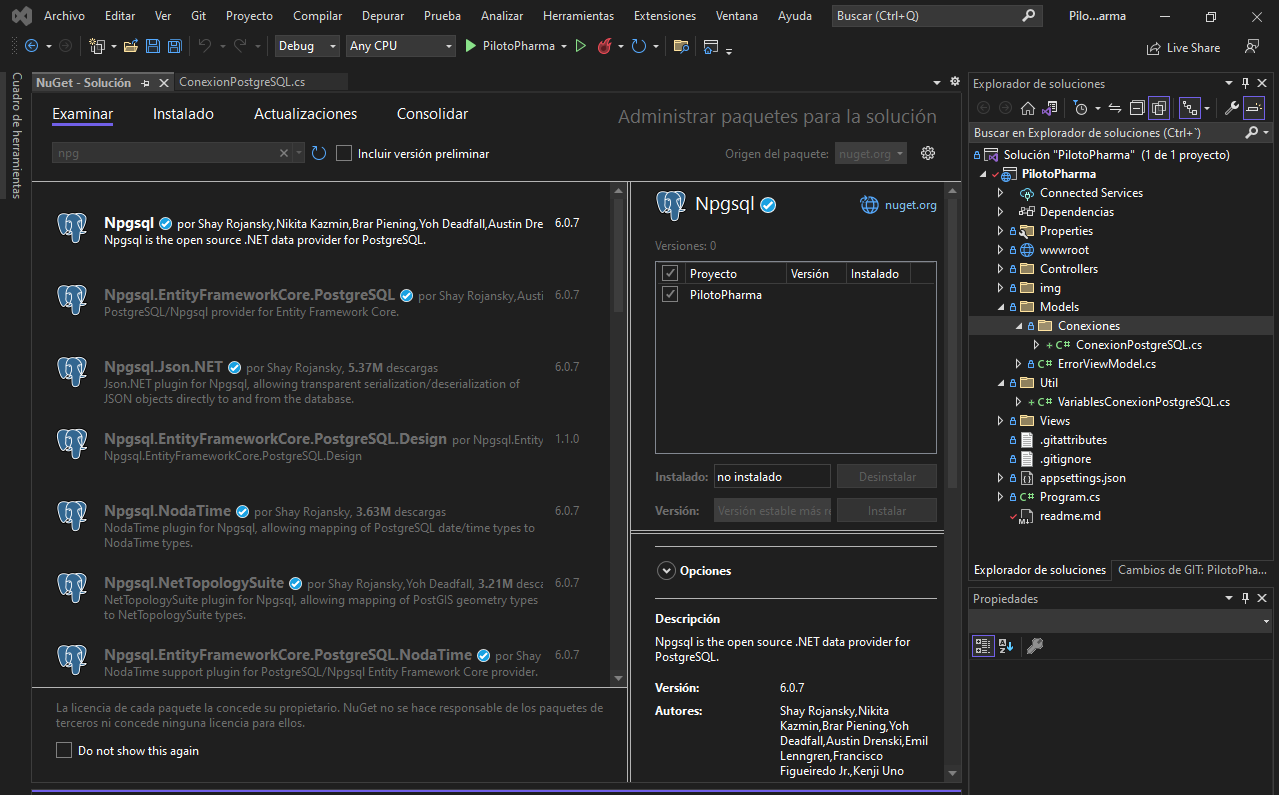 Archivo Editar Ver Git Proyecto Compilar Depurar Prueba Analizar Herramientas Extensiones Ventana Ayuda Buscar (Ctrl+Q) Pilo...arma
Debug Any CPU PilotoPharma Live Share
Cuadro de herramientas
NuGet - Solución ConexionPostgreSQL.cs
Examinar Instalado Actualizaciones Consolidar
Administrar paquetes para la solución
npg Incluir versión preliminar
Origen del paquete: nuget.org
Npgsql por Shay Rojansky,Nikita Kazmin,Brar Piening,Yoh Deadfall,Austin Dre 6.0.7
Npgsql is the open source .NET data provider for PostgreSQL.
Npgsql.EntityFrameworkCore.PostgreSQL por Shay Rojansky,Austi 6.0.7
PostgreSQL/Npgsql provider for Entity Framework Core.
Npgsql.Json.NET por Shay Rojansky, 5.37M descargas 6.0.7
Json.NET plugin for Npgsql, allowing transparent serialization/deserialization of
JSON objects directly to and from the database.
Npgsql.EntityFrameworkCore.PostgreSQL.Design por Npgsql.Entity 1.1.0
Npgsql.EntityFrameworkCore.PostgreSQL.Design
Npgsql.NodaTime por Shay Rojansky, 3.63M descargas 6.0.7
NodaTime plugin for Npgsql, allowing mapping of PostgreSQL date/time types to
NodaTime types.
Npgsql.NetTopologySuite por Shay Rojansky,Yoh Deadfall, 3.21M desca 6.0.7
NetTopologySuite plugin for Npgsql, allowing mapping of PostGIS geometry types
to NetTopologySuite types.
Npgsql.EntityFrameworkCore.PostgreSQL.NodaTime por Shay 6.0.7
NodaTime support plugin for PostgreSQL/Npgsql Entity Framework Core provider.
La licencia de cada paquete la concede su propietario. NuGet no se hace responsable de los paquetes de
terceros ni concede ninguna licencia para ellos.
Do not show this again
Npgsql nuget.org
Versiones: 0
Proyecto Versión Instalado
PilotoPharma
Instalado: no instalado Desinstalar
Versión: Versión estable más re Instalar
Opciones
Descripción
Npgsql is the open source .NET data provider for
PostgreSQL.
Versión: 6.0.7
Autores: Shay Rojansky,Nikita
Kazmin,Brar Piening,Yoh
Deadfall,Austin Drenski,Emil
Lenngren,Francisco
Figueiredo Jr.,Kenji Uno
Explorador de soluciones
Buscar en Explorador de soluciones (Ctrl+`)
Solución "PilotoPharma" (1 de 1 proyecto)
PilotoPharma
Connected Services
Dependencias
Properties
wwwroot
Controllers
img
Models
Conexiones
+ C# ConexionPostgreSQL.cs
C# ErrorViewModel.cs
Util
+ C# VariablesConexionPostgreSQL.cs
Views
.gitattributes
.gitignore
appsettings.json
C# Program.cs
readme.md
Explorador de soluciones Cambios de GIT: PilotoPha...
Propiedades